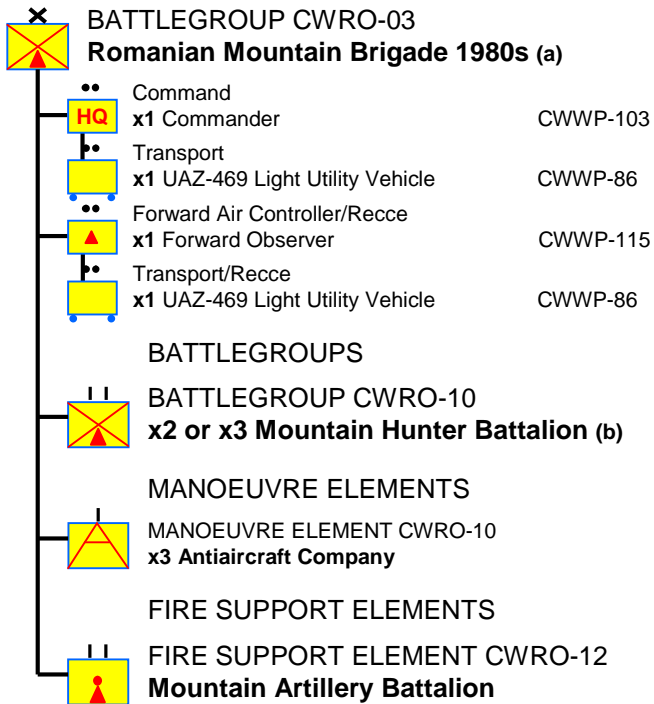 BATTLEGROUP CWRO-03
Romanian Mountain Brigade 1980s (a)
Command
HQ x1 Commander CWWP-103
Transport
x1 UAZ-469 Light Utility Vehicle CWWP-86
Forward Air Controller/Recce
x1 Forward Observer CWWP-115
Transport/Recce
x1 UAZ-469 Light Utility Vehicle CWWP-86
BATTLEGROUPS
BATTLEGROUP CWRO-10
x2 or x3 Mountain Hunter Battalion (b)
MANOEUVRE ELEMENTS
MANOEUVRE ELEMENT CWRO-10
x3 Antiaircraft Company
FIRE SUPPORT ELEMENTS
FIRE SUPPORT ELEMENT CWRO-12
Mountain Artillery Battalion